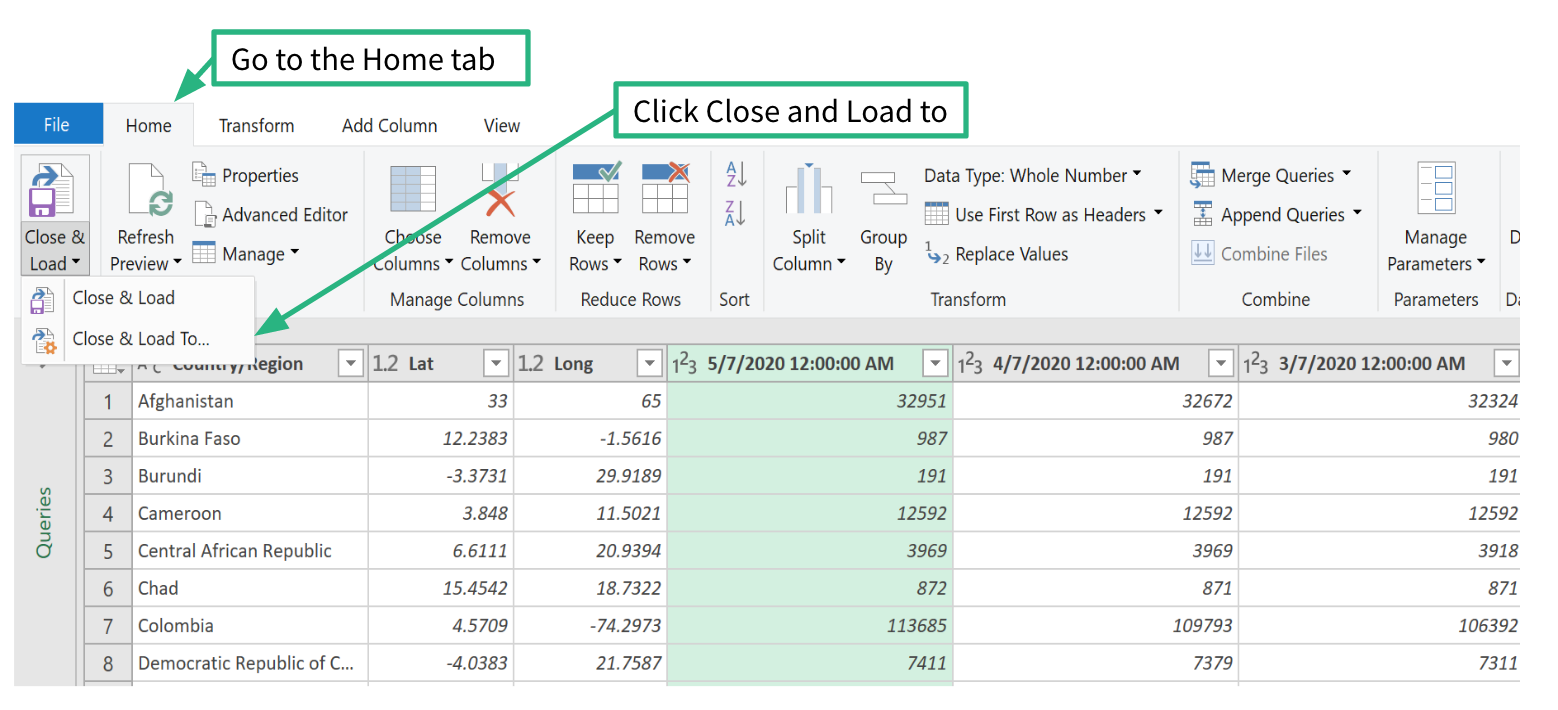 Go to the Home tab
Click Close and Load to
File Home Transform Add Column View
Properties
Advanced Editor
Manage
Close &
Load
Refresh
Preview
Choose
Columns
Remove
Columns
Manage Columns
Keep
Rows
Remove
Rows
Reduce Rows
A
Z
Z
A
Sort
Split
Column
Group
By
Data Type: Whole Number
Use First Row as Headers
1
2
Replace Values
Transform
Merge Queries
Append Queries
Combine Files
Combine
Manage
Parameters
Parameters
Close & Load
Close & Load To...
Queries
Country/Region 1.2 Lat 1.2 Long 123 5/7/2020 12:00:00 AM 123 4/7/2020 12:00:00 AM 123 3/7/2020 12:00:00 AM
1 Afghanistan 33 65 32951 32672 32324
2 Burkina Faso 12.2383 -1.5616 987 987 980
3 Burundi -3.3731 29.9189 191 191 191
4 Cameroon 3.848 11.5021 12592 12592 12592
5 Central African Republic 6.6111 20.9394 3969 3969 3918
6 Chad 15.4542 18.7322 872 871 871
7 Colombia 4.5709 -74.2973 113685 109793 106392
8 Democratic Republic of C... -4.0383 21.7587 7411 7379 7311